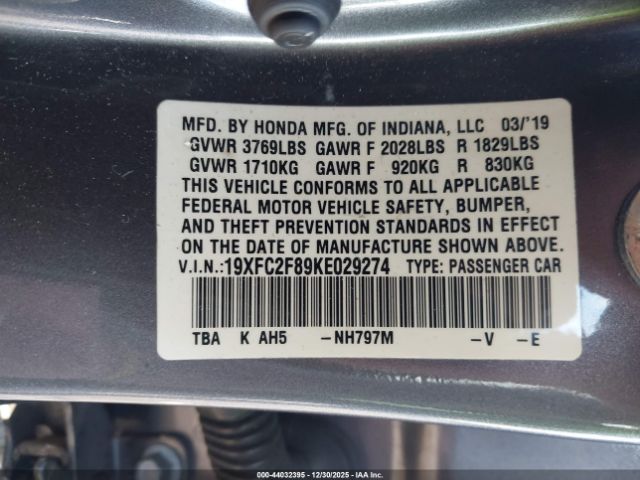 MFD. BY HONDA MFG. OF INDIANA, LLC 03/'19
GVWR 3769LBS GAWR F 2028LBS R 1829LBS
GVWR 1710KG GAWR F 920KG R 830KG
THIS VEHICLE CONFORMS TO ALL APPLICABLE
FEDERAL MOTOR VEHICLE SAFETY, BUMPER,
AND THEFT PREVENTION STANDARDS IN EFFECT
ON THE DATE OF MANUFACTURE SHOWN ABOVE.
V.I.N.:19XFC2F89KE029274 TYPE: PASSENGER CAR
TBA K AH5 -NH797M -V -E
000-44032395 - 12/30/2025 - IAA Inc.